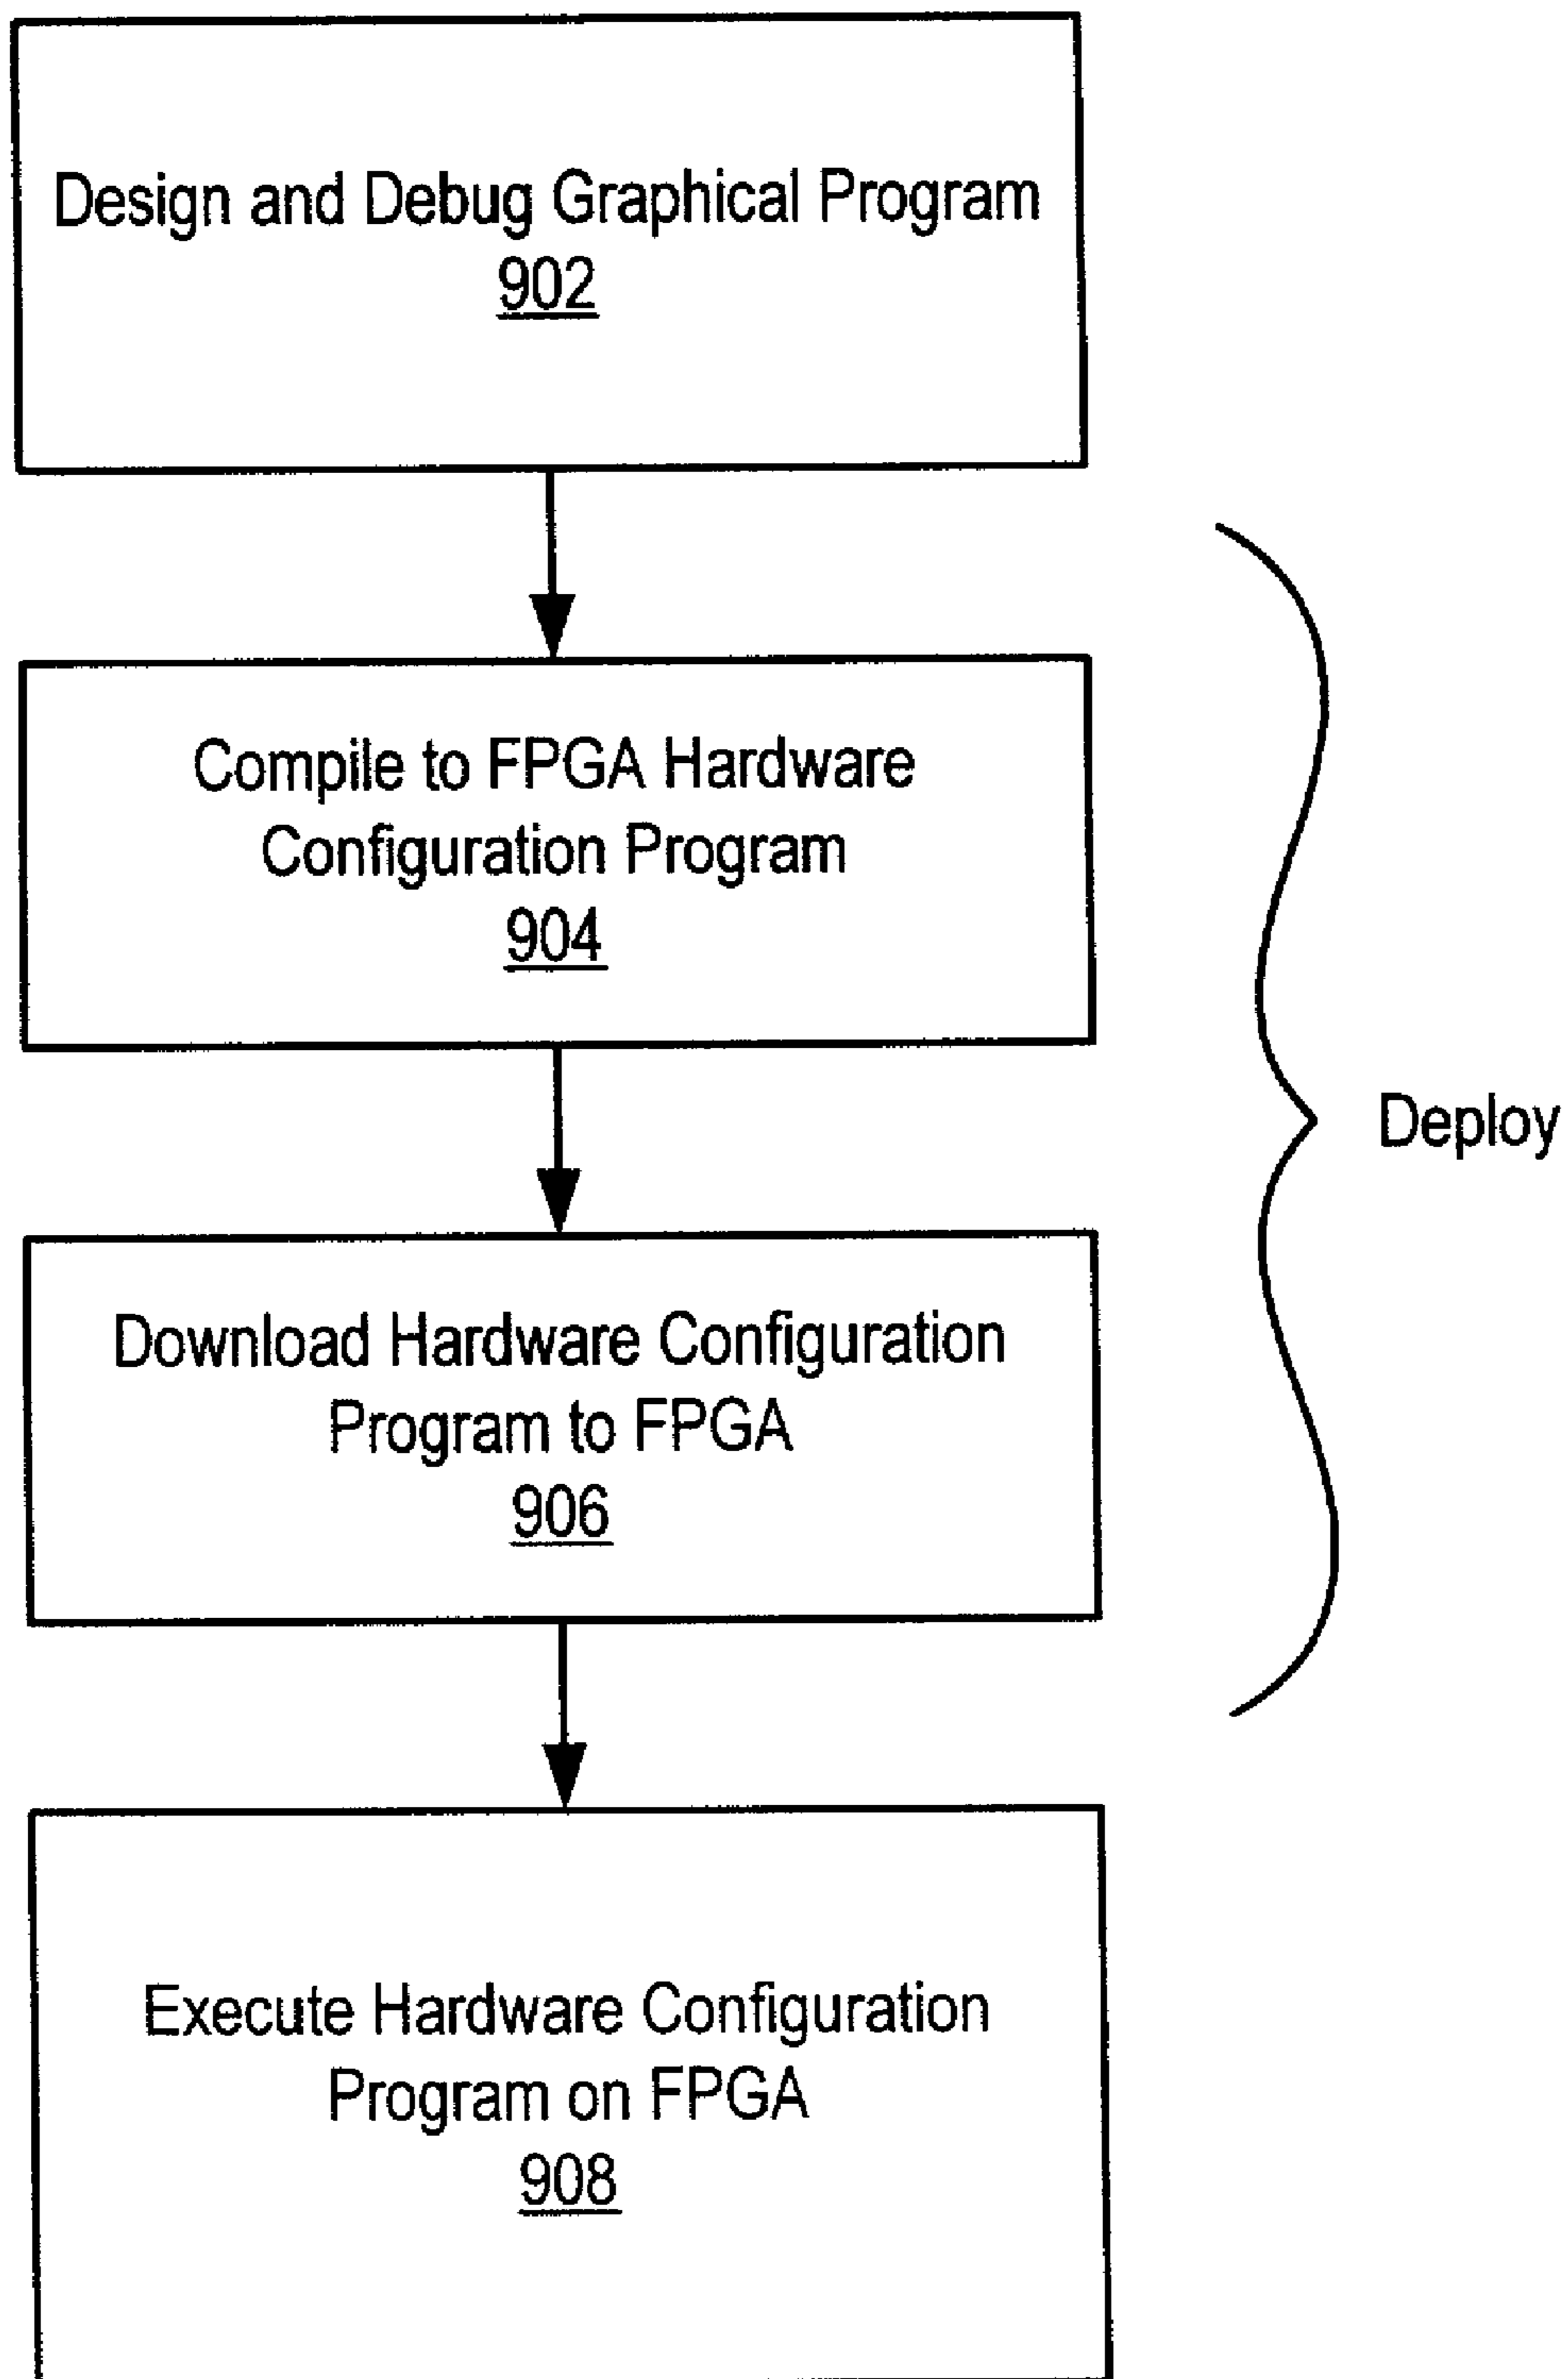 Design and Debug Graphical Program
902
Compile to FPGA Hardware
Configuration Program
904
Deploy
Download Hardware Configuration
Program to FPGA
906
Execute Hardware Configuration
Program on FPGA
908